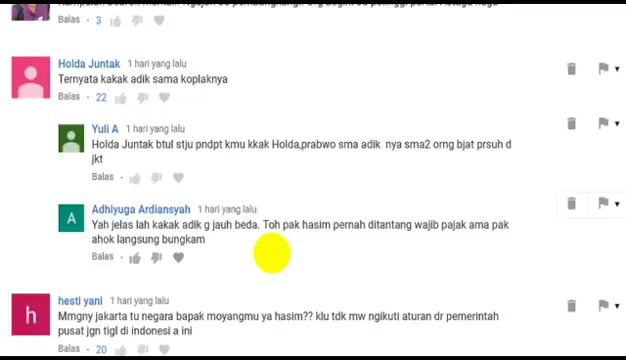 Balas · 3
Holda Juntak 1 hari yang lalu
Ternyata kakak adik sama koplaknya
Balas · 22
Yuli A 1 hari yang lalu
Holda Juntak btul stju pndpt kmu kkak Holda,prabwo sma adik nya sma2 orng bjat prsuh d
jkt
Balas ·
A
Adhiyuga Ardiansyah 1 hari yang lalu
Yah jelas lah kakak adik g jauh beda. Toh pak hasim pernah ditantang wajib pajak ama pak
ahok langsung bungkam
Balas ·
h
hesti yani 1 hari yang lalu
Mmgny jakarta tu negara bapak moyangmu ya hasim?? klu tdk mw ngikuti aturan dr pemerintah
pusat jgn tigl di indonesi a ini
Balas · 20